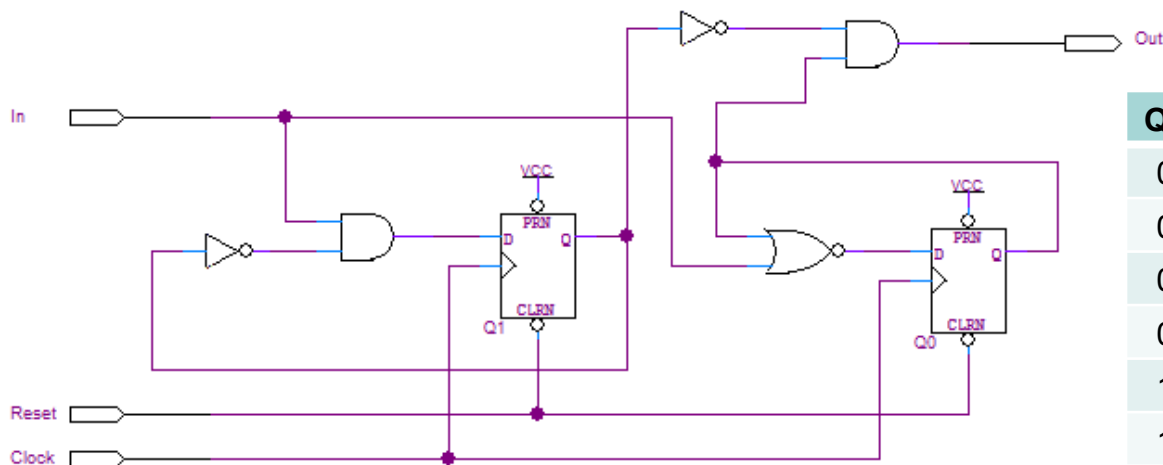 Out
In
VCC
PRN
D Q
CLRN
Q1
VCC
PRN
D Q
CLRN
Q0
Reset
Clock
Q
0
0
0
0
1
1